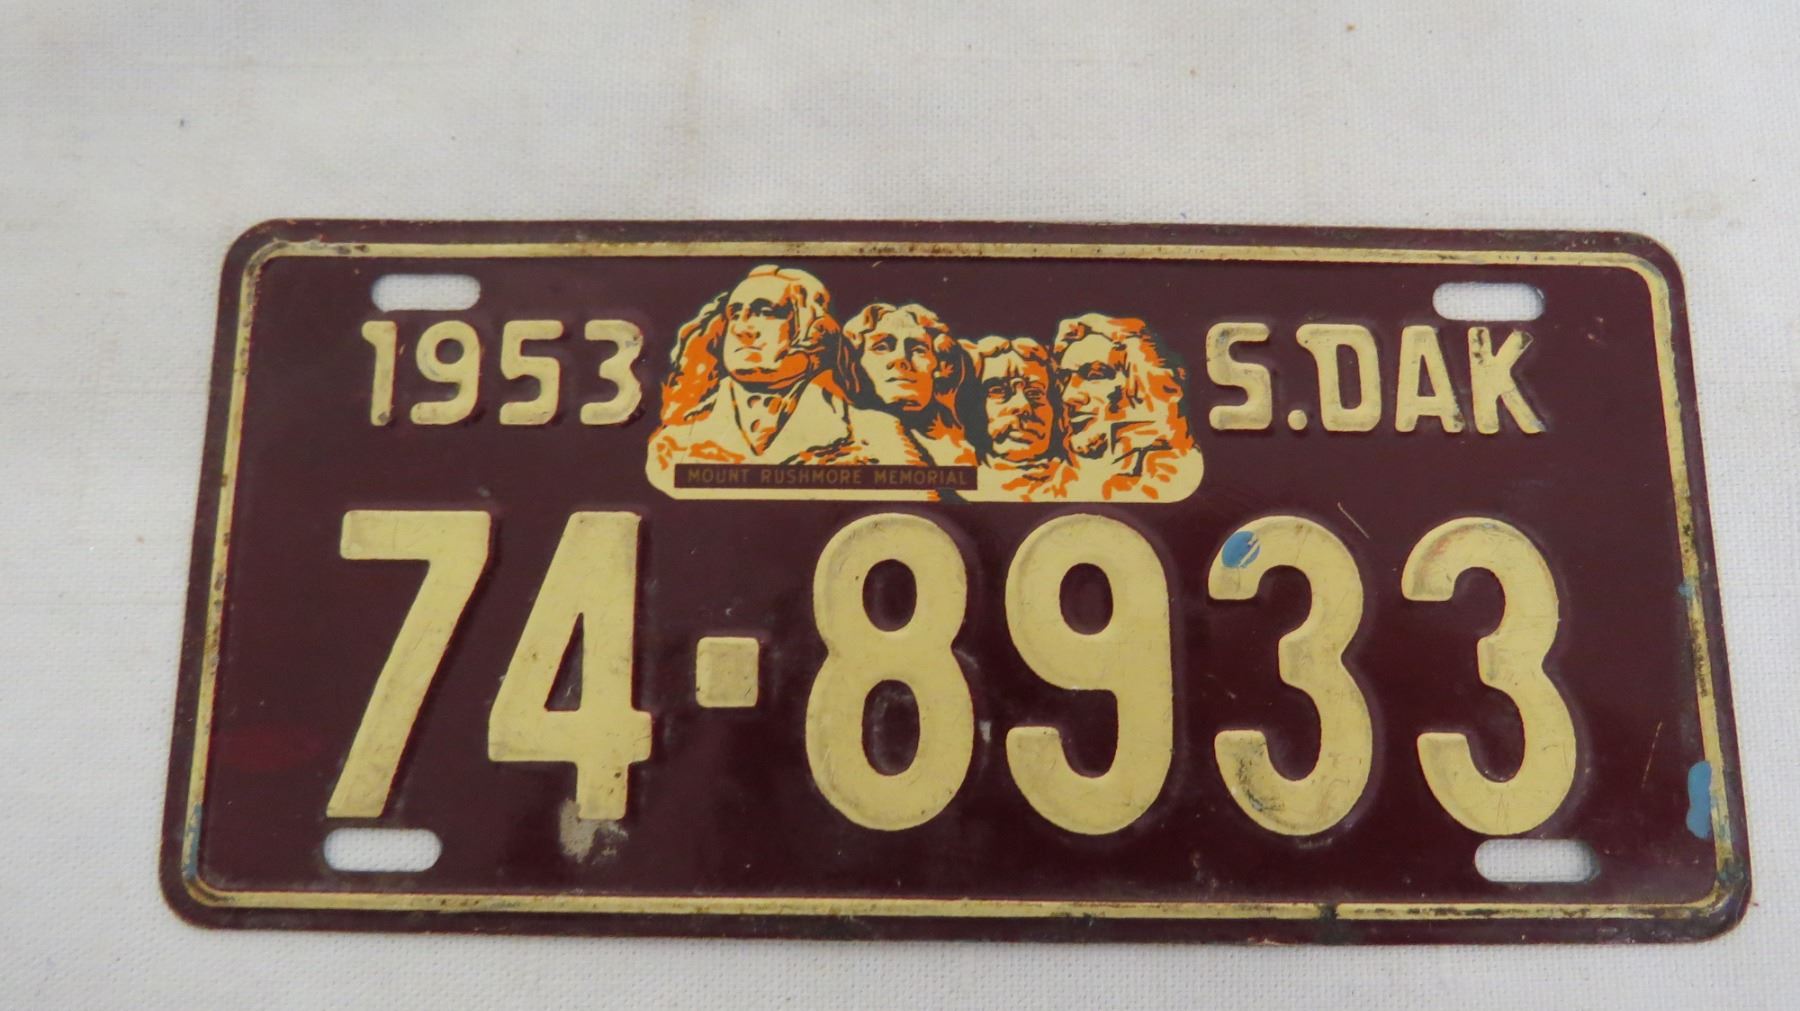 1953 S.DAK
MOUNT RUSHMORE MEMORIAL
74-8933